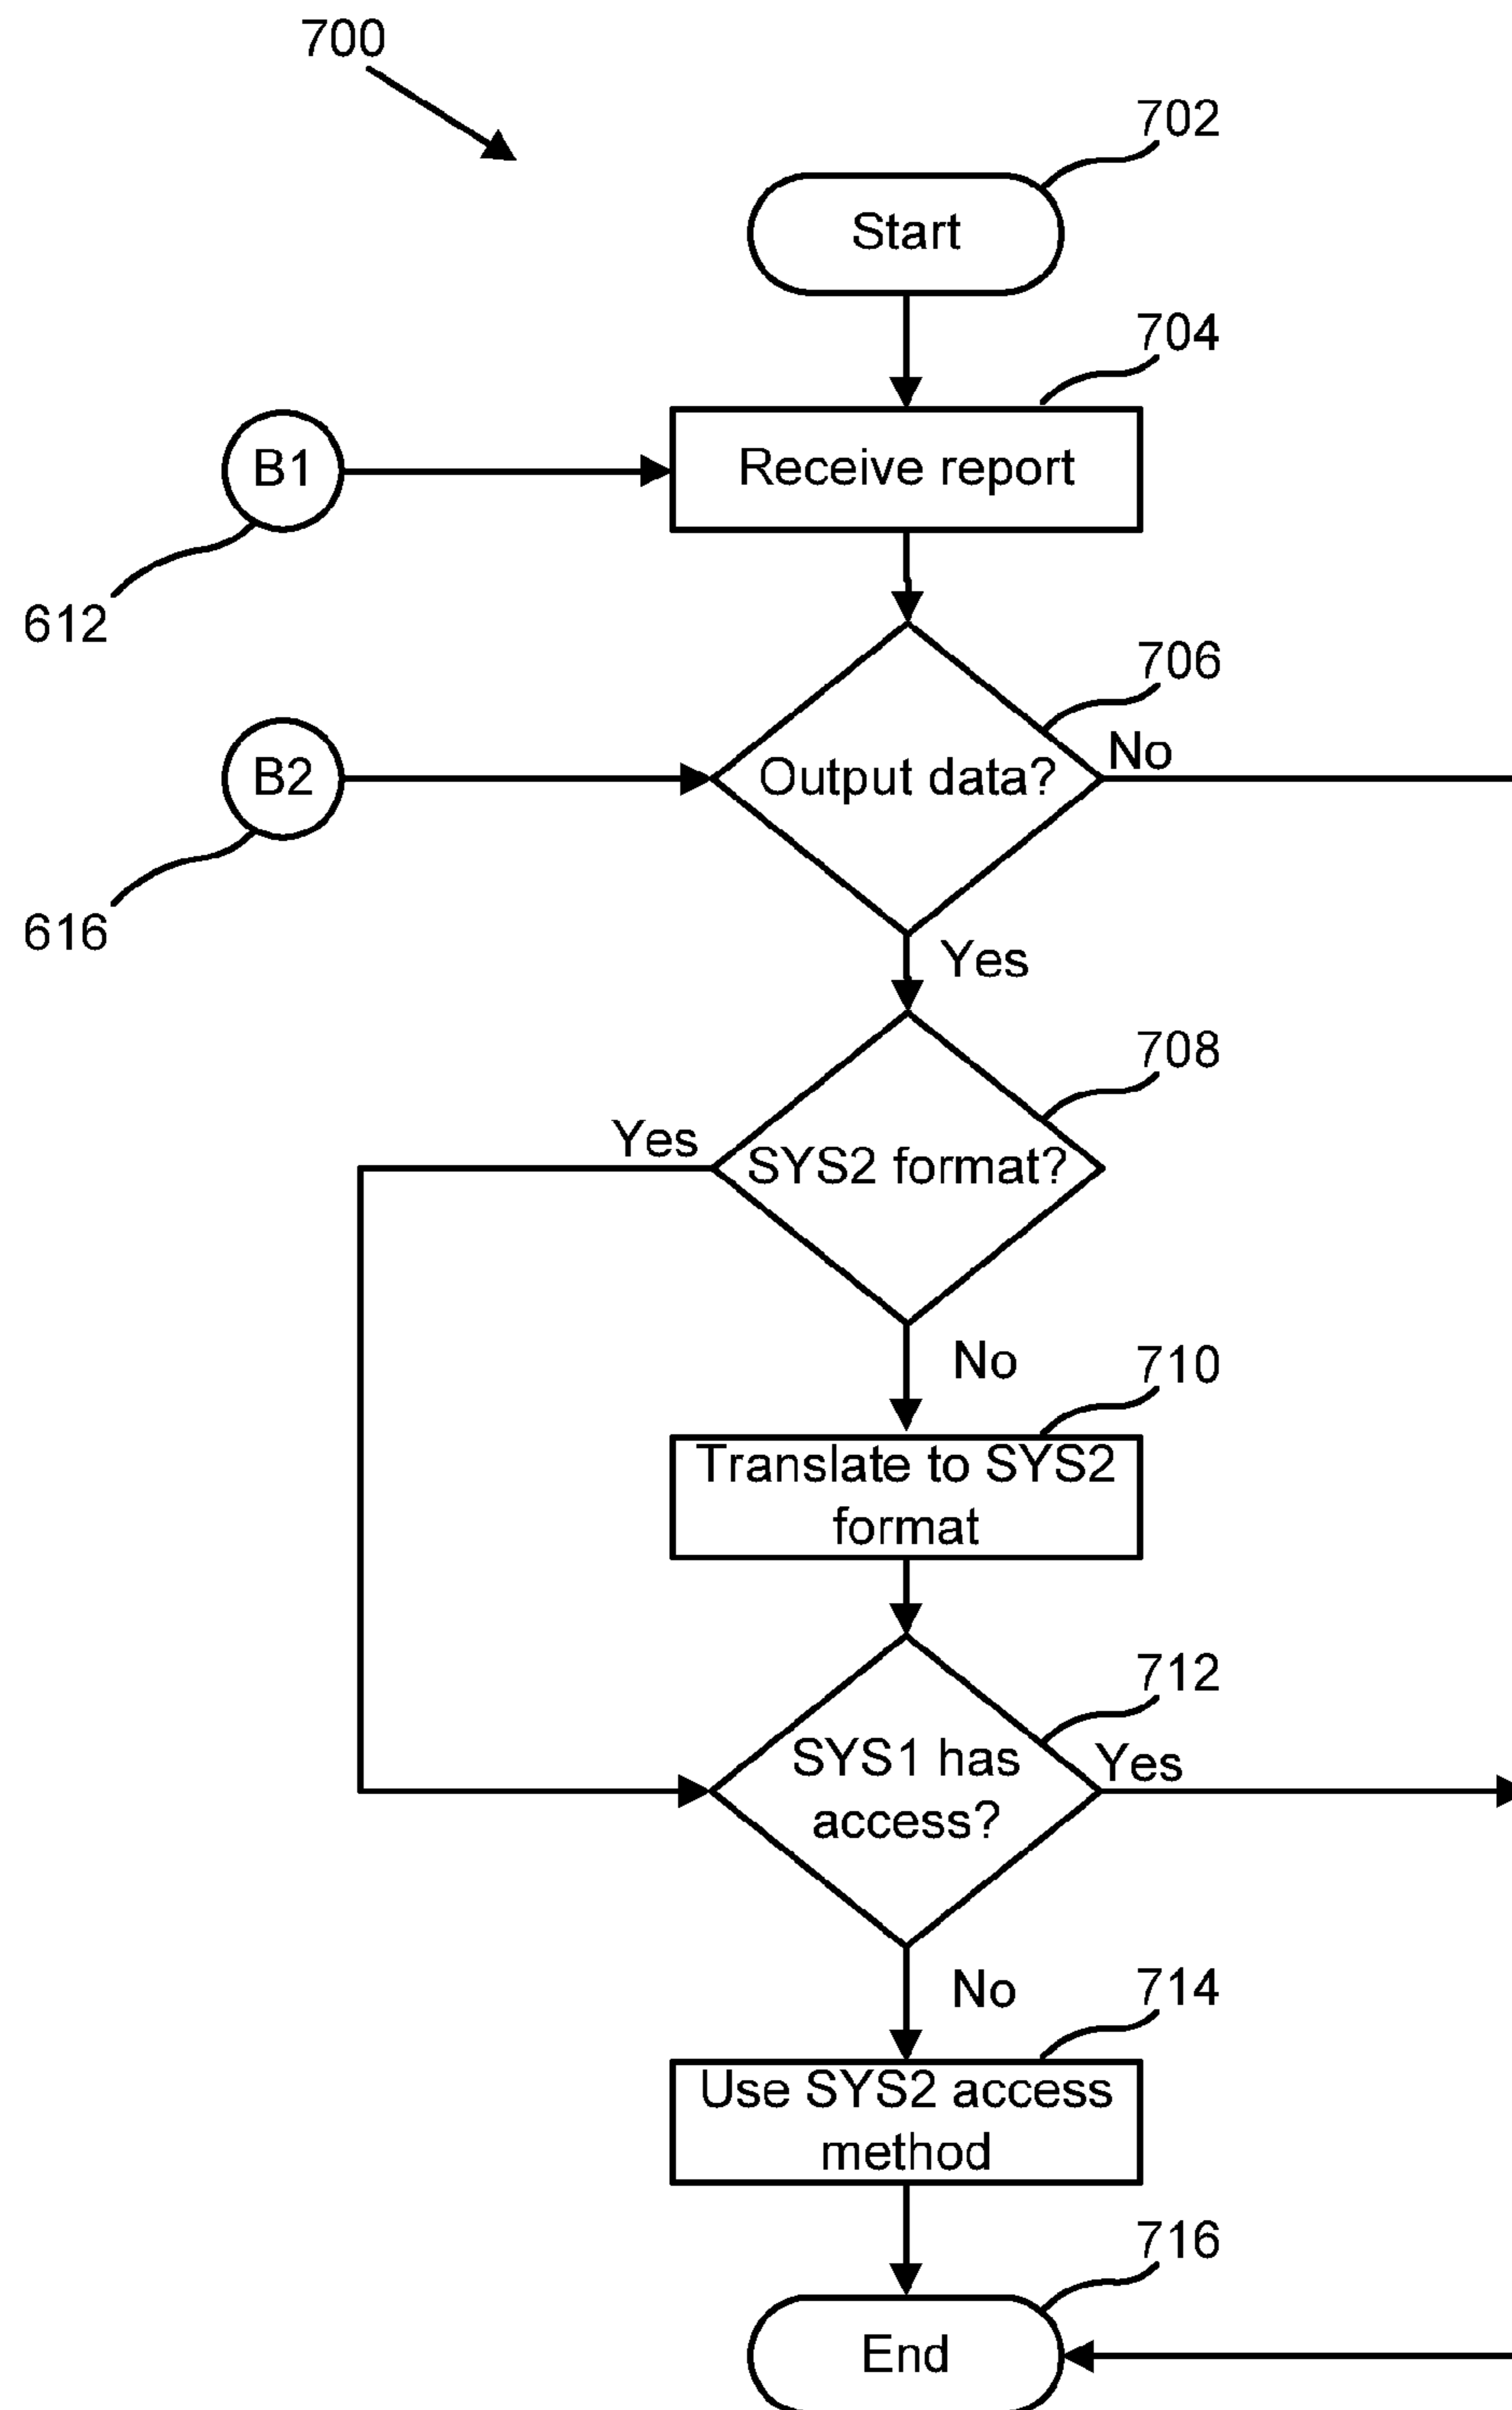 700
702
Start
704
B1
Receive report
612
706
No
B2
Output data?
616
Yes
708
Yes
SYS2 format?
No
710
Translate to SYS2
format
712
SYS1 has
access?
Yes
No
714
Use SYS2 access
method
716
End